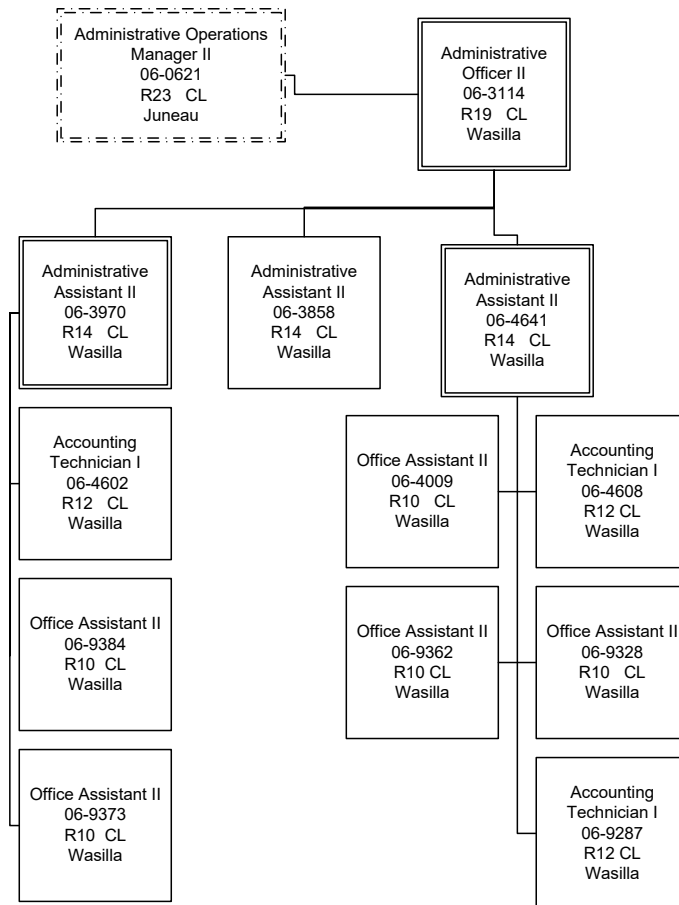 Administrative Operations
Manager II
06-0621
R23 CL
Juneau
Administrative
Officer II
06-3114
R19 CL
Wasilla
Administrative
Assistant II
06-3970
R14 CL
Wasilla
Administrative
Assistant II
06-3858
R14 CL
Wasilla
Administrative
Assistant II
06-4641
R14 CL
Wasilla
Accounting
Technician I
06-4602
R12 CL
Wasilla
Office Assistant II
06-4009
R10 CL
Wasilla
Accounting
Technician I
06-4608
R12 CL
Wasilla
Office Assistant II
06-9384
R10 CL
Wasilla
Office Assistant II
06-9362
R10 CL
Wasilla
Office Assistant II
06-9328
R10 CL
Wasilla
Office Assistant II
06-9373
R10 CL
Wasilla
Accounting
Technician I
06-9287
R12 CL
Wasilla